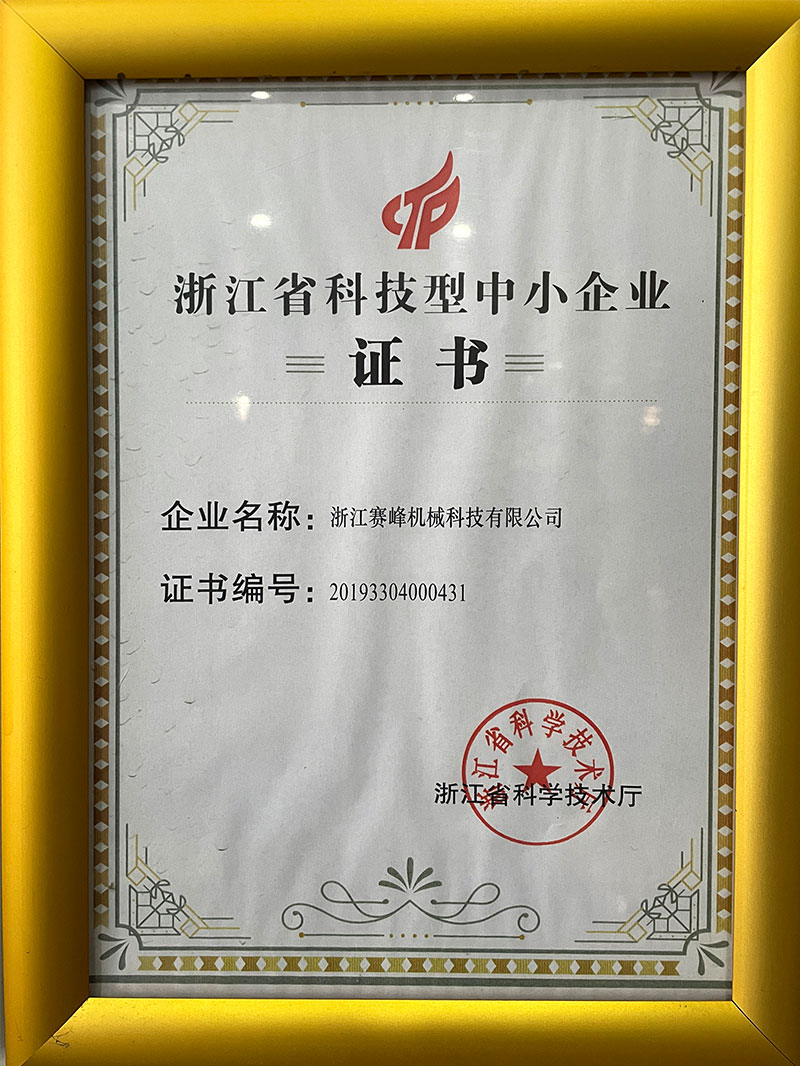 CTP
浙江省科技型中小企业
证书
企业名称：浙江赛峰机械科技有限公司
证书编号：20193304000431
浙江省科学技术厅
浙江省科学技术厅